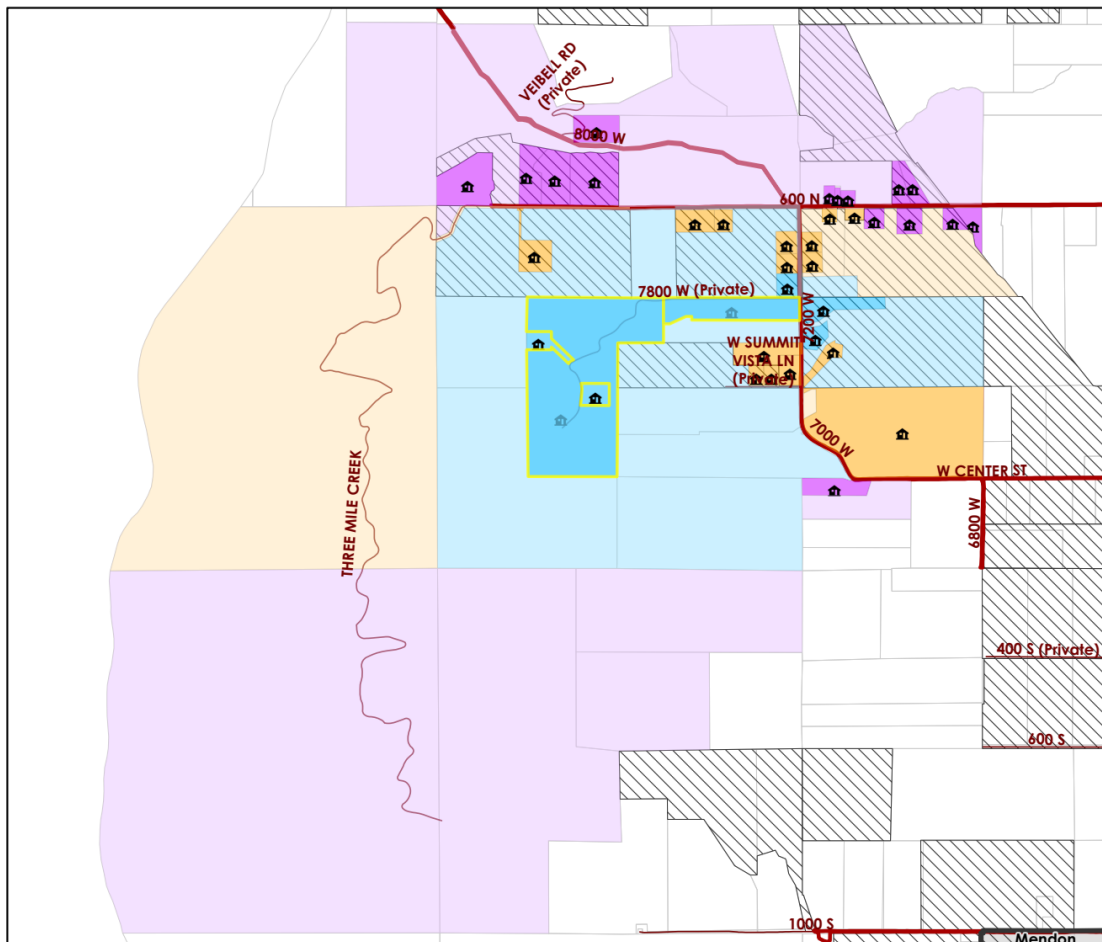 VEIBELL RD
(Private)
8000 W
600 N
7800 W (Private)
7200 W
W SUMMIT
VISTA LN
(Private)
7000 W
W CENTER ST
6800 W
THREE MILE CREEK
400 S (Private)
600 S
1000 S
Mendon